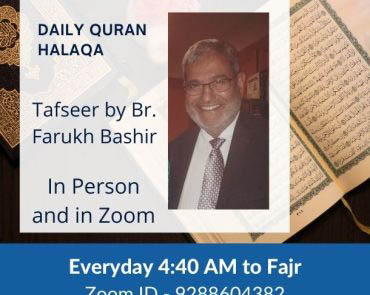 DAILY QURAN
HALAQA
Tafseer by Br.
Farukh Bashir
In Person
and in Zoom
Everyday 4:40 AM to Fajr
Zoom ID - 9288604382